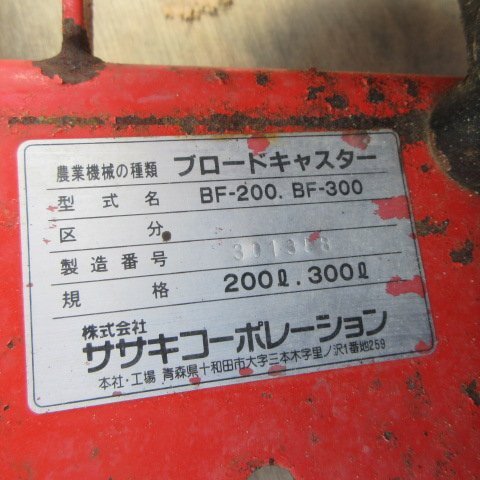 農業機械の種類 ブロードキャスター
型式名 BF-200. BF-300
区分
製造番号 301368
規格 200ℓ.300ℓ
株式会社
ササキコーポレーション
本社・工場 青森県十和田市大字三本木字里ノ沢1番地259